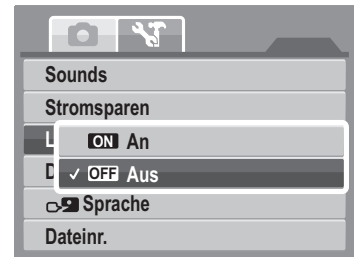 Sounds
Stromsparen
L
ON An
D
✓ OFF Aus
Sprache
Dateinr.